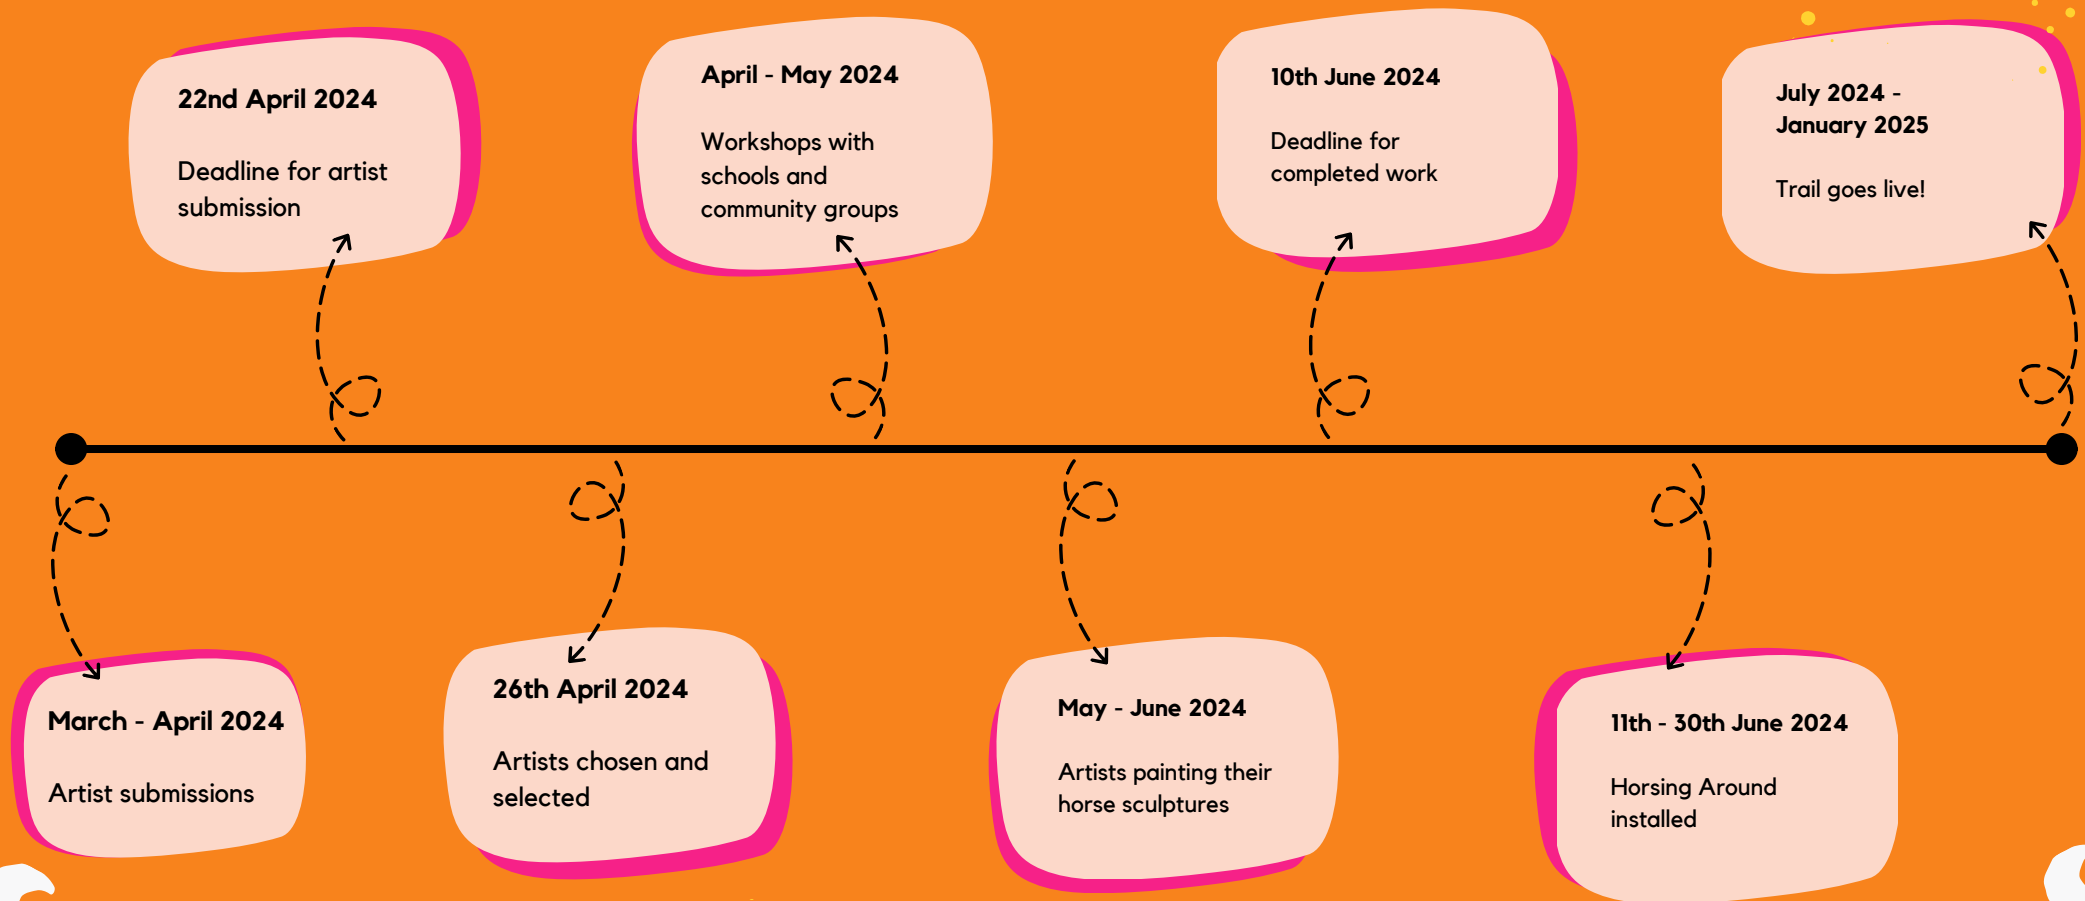 22nd April 2024
Deadline for artist
submission
April - May 2024
Workshops with
schools and
community groups
10th June 2024
Deadline for
completed work
July 2024 -
January 2025
Trail goes live!
March - April 2024
Artist submissions
26th April 2024
Artists chosen and
selected
May - June 2024
Artists painting their
horse sculptures
11th - 30th June 2024
Horsing Around
installed